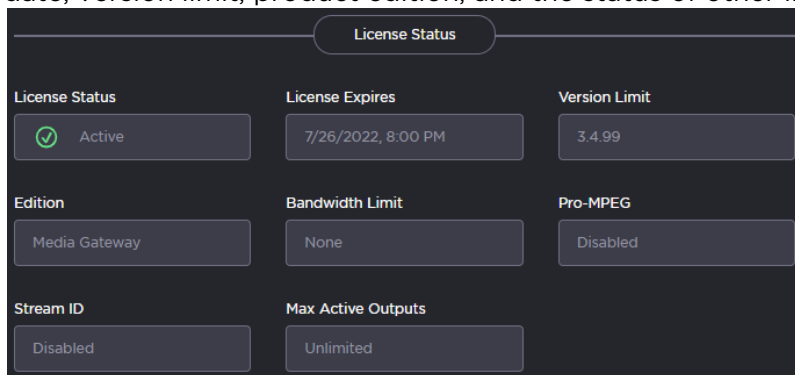 date, version limit, product edition, and the status of other
License Status
License Status License Expires Version Limit
Active 7/26/2022, 8:00 PM 3.4.99
Edition Bandwidth Limit Pro-MPEG
Media Gateway None Disabled
Stream ID Max Active Outputs
Disabled Unlimited